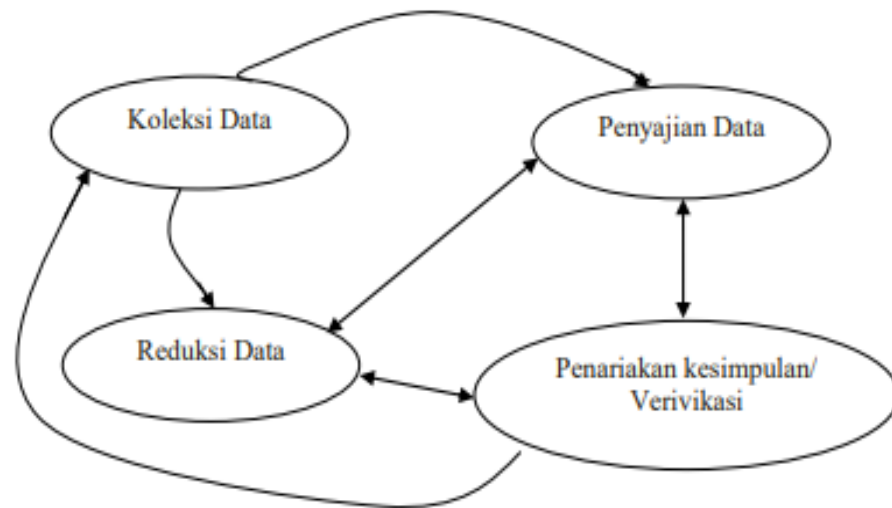 Koleksi Data
Penyajian Data
Reduksi Data
Penariakan kesimpulan/
Verivikasi